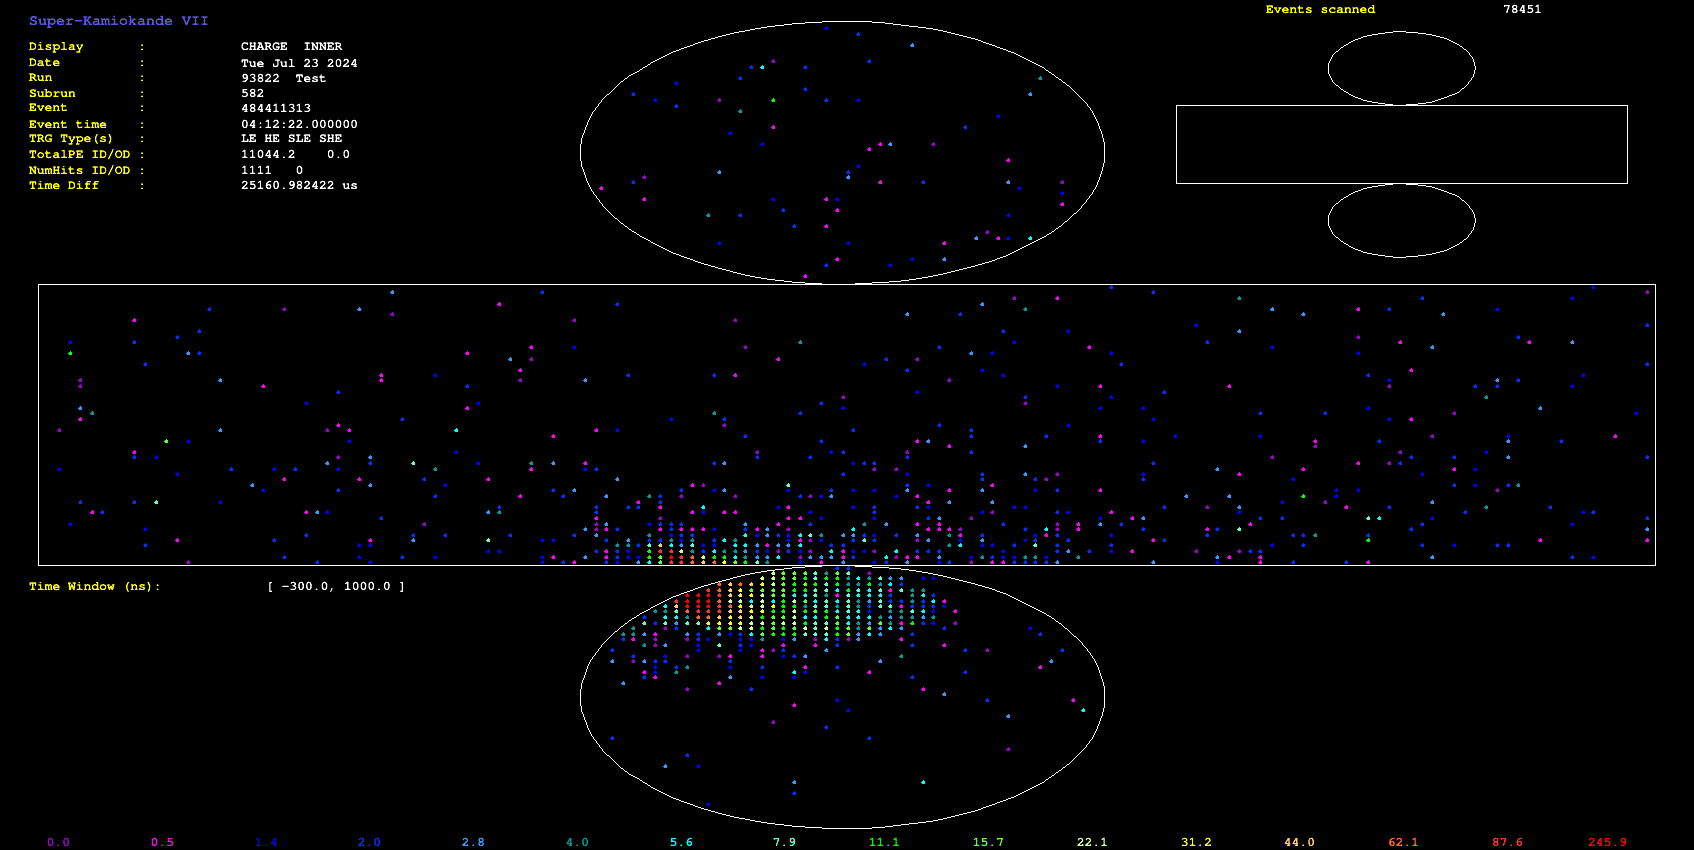 Super-Kamiokande VII
Display : CHARGE INNER
Date : Tue Jul 23 2024
Run : 93822 Test
Subrun : 582
Event : 484411313
Event time : 04:12:22.000000
TRG Type(s) : LE HE SLE SHE
TotalPE ID/OD : 11044.2 0.0
NumHits ID/OD : 1111 0
Time Diff : 25160.982422 us
Events scanned 78451
Time Window (ns): [ -300.0, 1000.0 ]
0.0 0.5 1.4 2.0 2.8 4.0 5.6 7.9 11.1 15.7 22.1 31.2 44.0 62.1 87.6 245.9